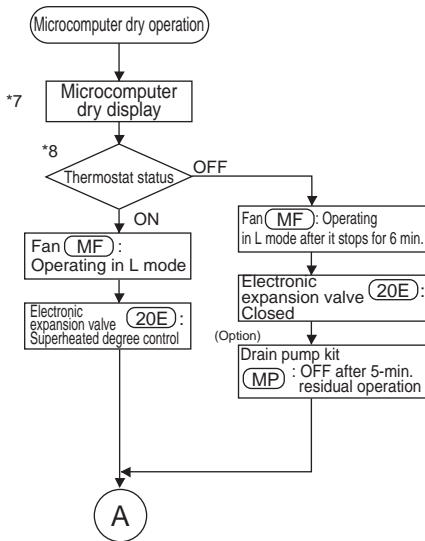 Microcomputer dry operation
*7
Microcomputer
dry display
*8
Thermostat status
OFF
ON
Fan MF :
Operating in L mode
Electronic
expansion valve 20E :
Superheated degree control
Fan MF : Operating
in L mode after it stops for 6 min.
Electronic
expansion valve 20E :
Closed
(Option)
Drain pump kit
MP : OFF after 5-min.
residual operation
A